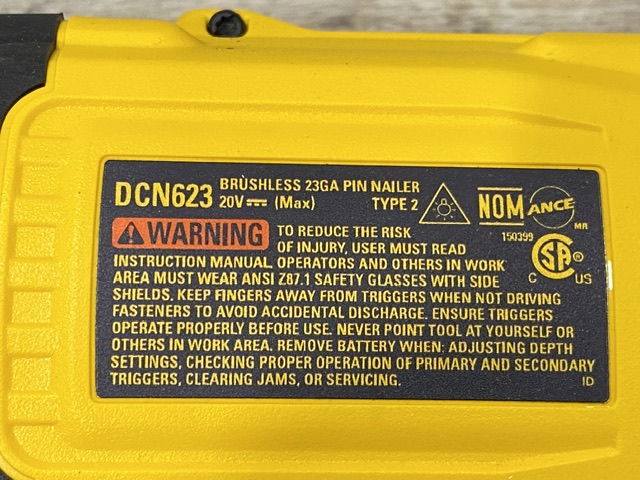 DCN623 BRUSHLESS 23GA PIN NAILER
20V (Max) TYPE 2
NOM ANCE
MR
150399
WARNING TO REDUCE THE RISK
OF INJURY, USER MUST READ
INSTRUCTION MANUAL. OPERATORS AND OTHERS IN WORK
AREA MUST WEAR ANSI Z87.1 SAFETY GLASSES WITH SIDE
SHIELDS. KEEP FINGERS AWAY FROM TRIGGERS WHEN NOT DRIVING
FASTENERS TO AVOID ACCIDENTAL DISCHARGE. ENSURE TRIGGERS
OPERATE PROPERLY BEFORE USE. NEVER POINT TOOL AT YOURSELF OR
OTHERS IN WORK AREA. REMOVE BATTERY WHEN: ADJUSTING DEPTH
SETTINGS, CHECKING PROPER OPERATION OF PRIMARY AND SECONDARY
TRIGGERS, CLEARING JAMS, OR SERVICING.
C SA ® US
ID